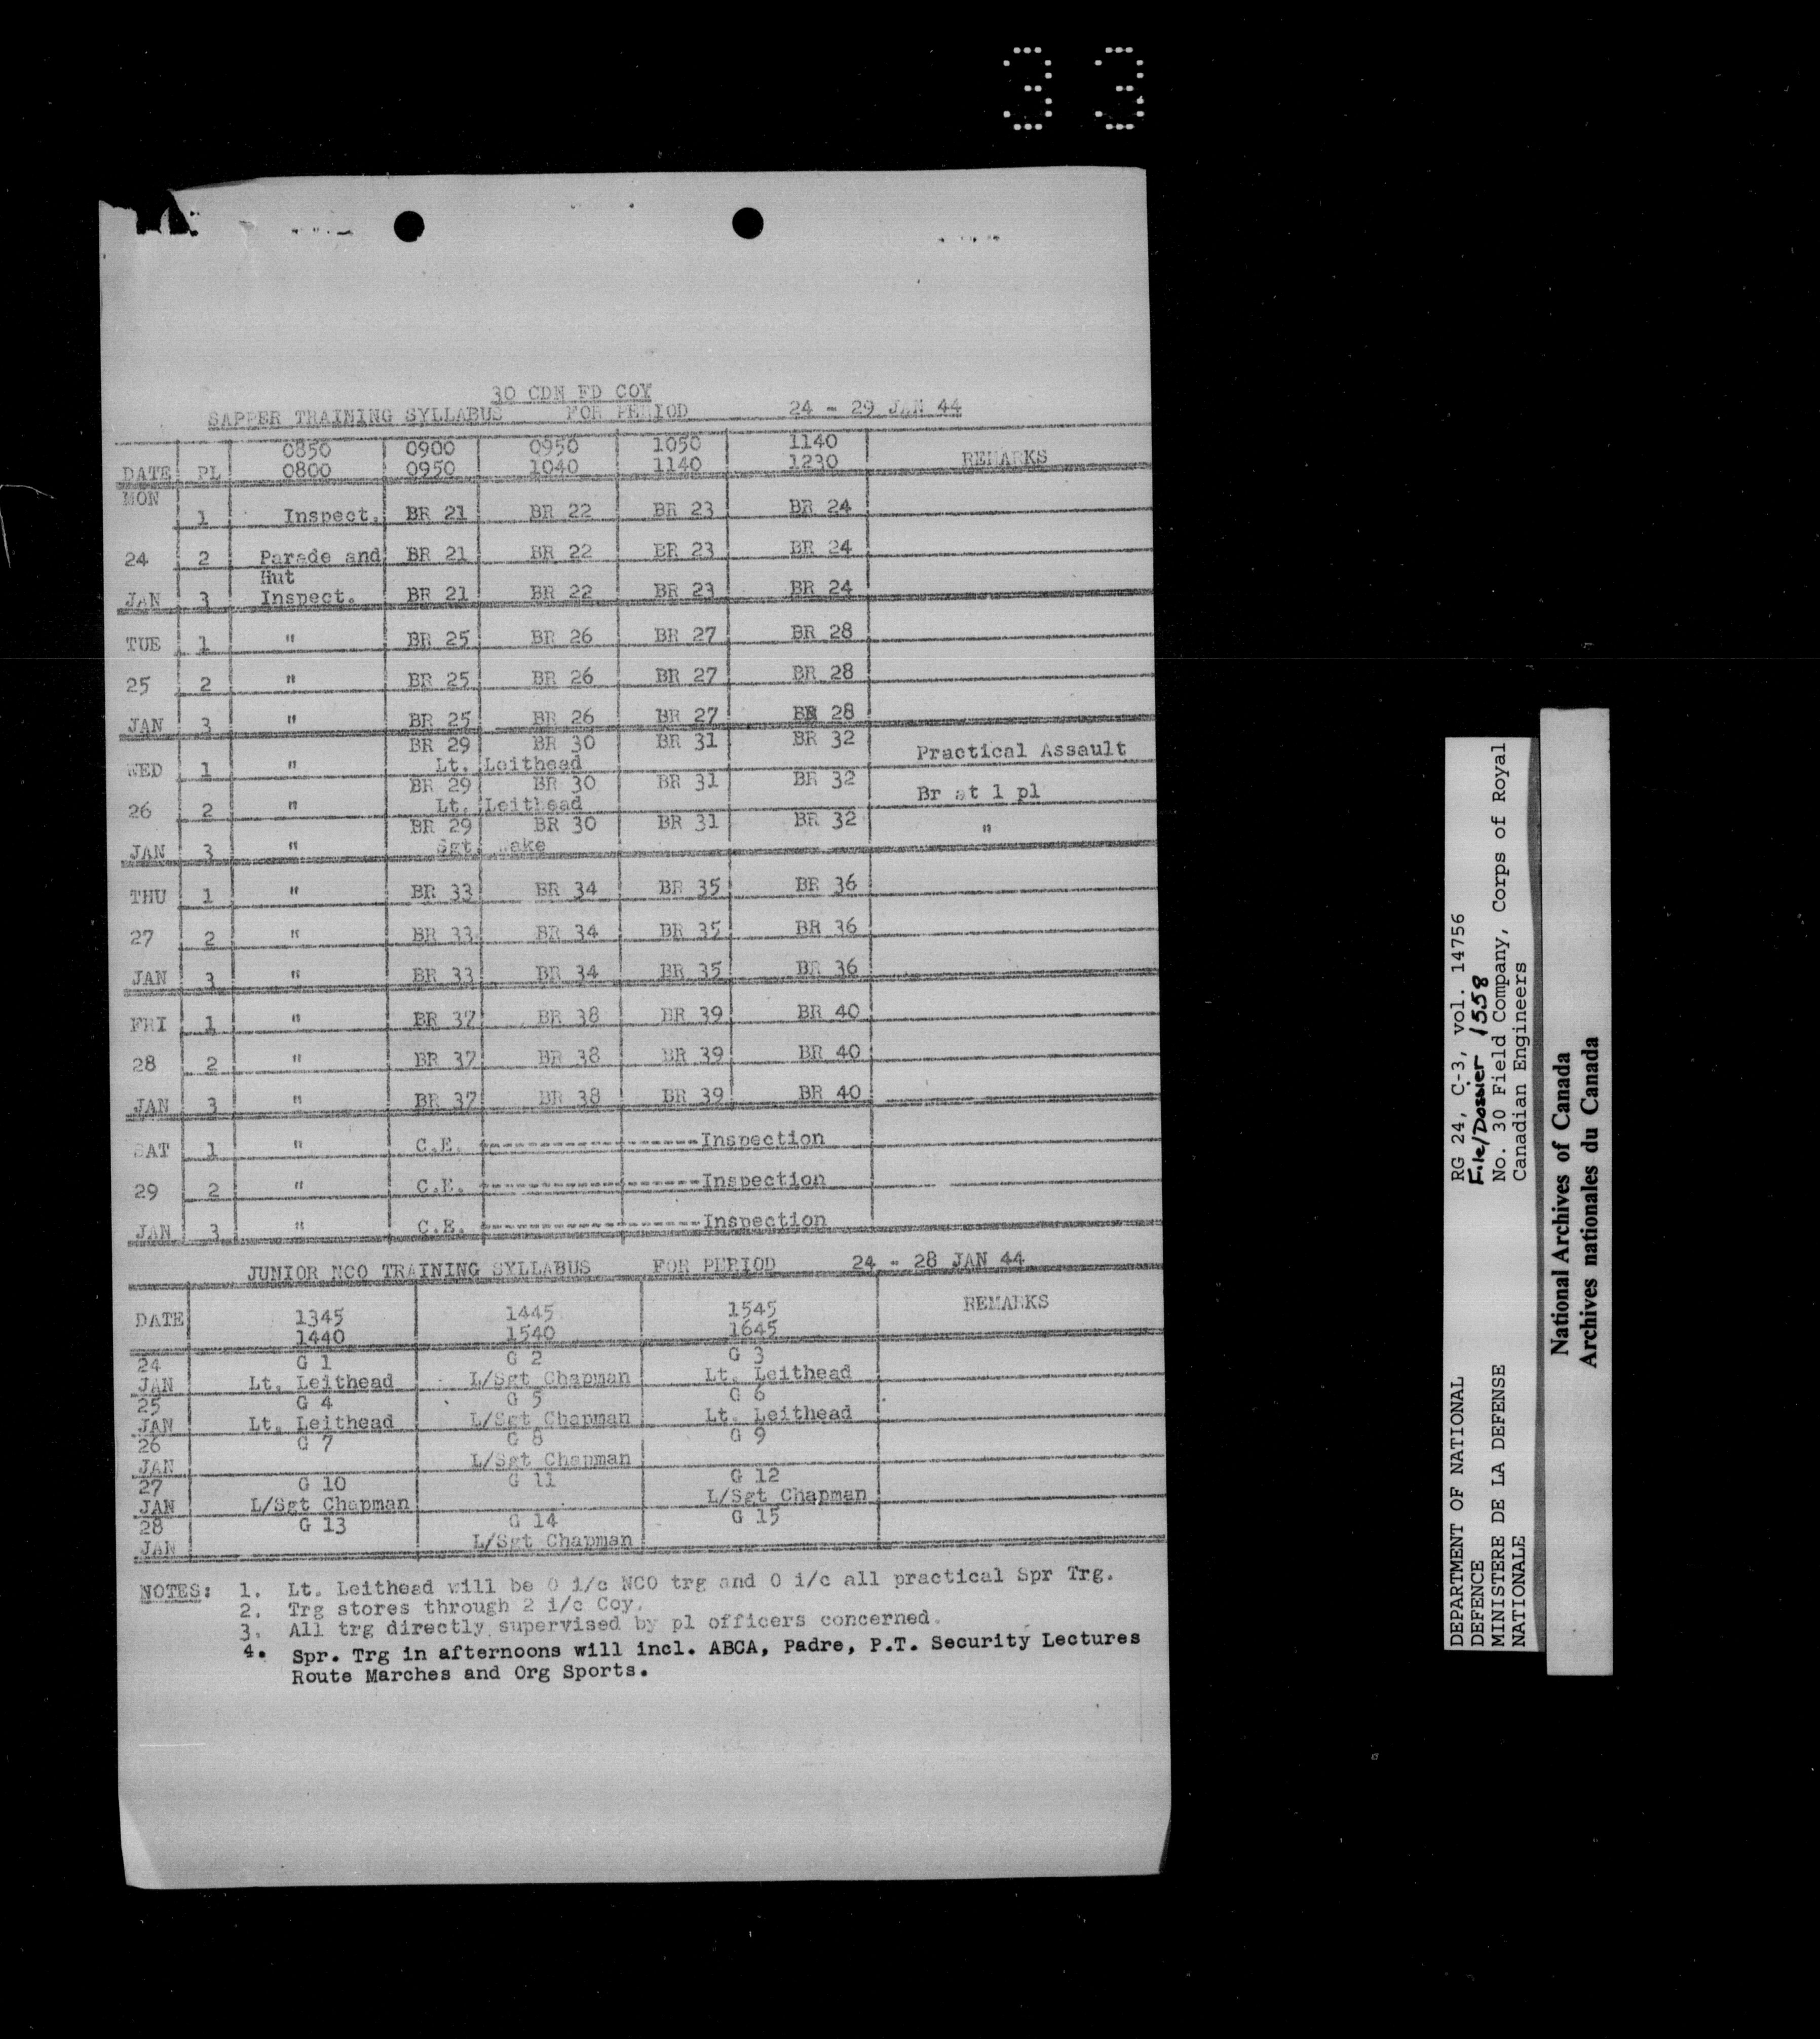 33
30 CDN FD COY
SAPPER TRAINING SYLLABUS FOR PERIOD 24 - 29 JAN 44
0850 0900 0950 1050 1140
DATE PL 0800 0950 1040 1140 1230 REMARKS
MON
1 Inspect. BR 21 BR 22 BR 23 BR 24
24 2 Parade and BR 21 BR 22 BR 23 BR 24
Hut
JAN 3 Inspect. BR 21 BR 22 BR 23 BR 24
TUE 1 " BR 25 BR 26 BR 27 BR 28
25 2 " BR 25 BR 26 BR 27 BR 28
JAN 3 " BR 25 BR 26 BR 27 BR 28
BR 29 BR 30 BR 31 BR 32 Practical Assault
WED 1 " Lt. Leithead
BR 29 BR 30 BR 31 BR 32 Br at 1 pl
26 2 " Lt. Leithead
BR 29 BR 30 BR 31 BR 32 "
JAN 3 " Sgt. Wake
THU 1 " BR 33 BR 34 BR 35 BR 36
27 2 " BR 33 BR 34 BR 35 BR 36
JAN 3 " BR 33 BR 34 BR 35 BR 36
FRI 1 " BR 37 BR 38 BR 39 BR 40
28 2 " BR 37 BR 38 BR 39 BR 40
JAN 3 " BR 37 BR 38 BR 39 BR 40
SAT 1 " C.E. ------------------Inspection
29 2 " C.E. ------------------Inspection
JAN 3 " C.E. ------------------Inspection
JUNIOR NCO TRAINING SYLLABUS FOR PERIOD 24 - 28 JAN 44
DATE 1345 1445 1545 REMARKS
1440 1540 1645
24 G 1 G 2 G 3
JAN Lt. Leithead L/Sgt Chapman Lt. Leithead
25 G 4 G 5 G 6
JAN Lt. Leithead L/Sgt Chapman Lt. Leithead
26 G 7 G 8 G 9
JAN L/Sgt Chapman
27 G 10 G 11 G 12
JAN L/Sgt Chapman L/Sgt Chapman
28 G 13 G 14 G 15
JAN L/Sgt Chapman
NOTES: 1. Lt. Leithead will be O i/c NCO trg and O i/c all practical Spr Trg.
2. Trg stores through 2 i/c Coy.
3. All trg directly supervised by pl officers concerned.
4. Spr. Trg in afternoons will incl. ABCA, Padre, P.T. Security Lectures
Route Marches and Org Sports.
DEPARTMENT OF NATIONAL
DEFENCE
MINISTERE DE LA DEFENSE
NATIONALE
RG 24, C-3, vol. 14756
File/Dossier 1558
No. 30 Field Company, Corps of Royal
Canadian Engineers
National Archives of Canada
Archives nationales du Canada